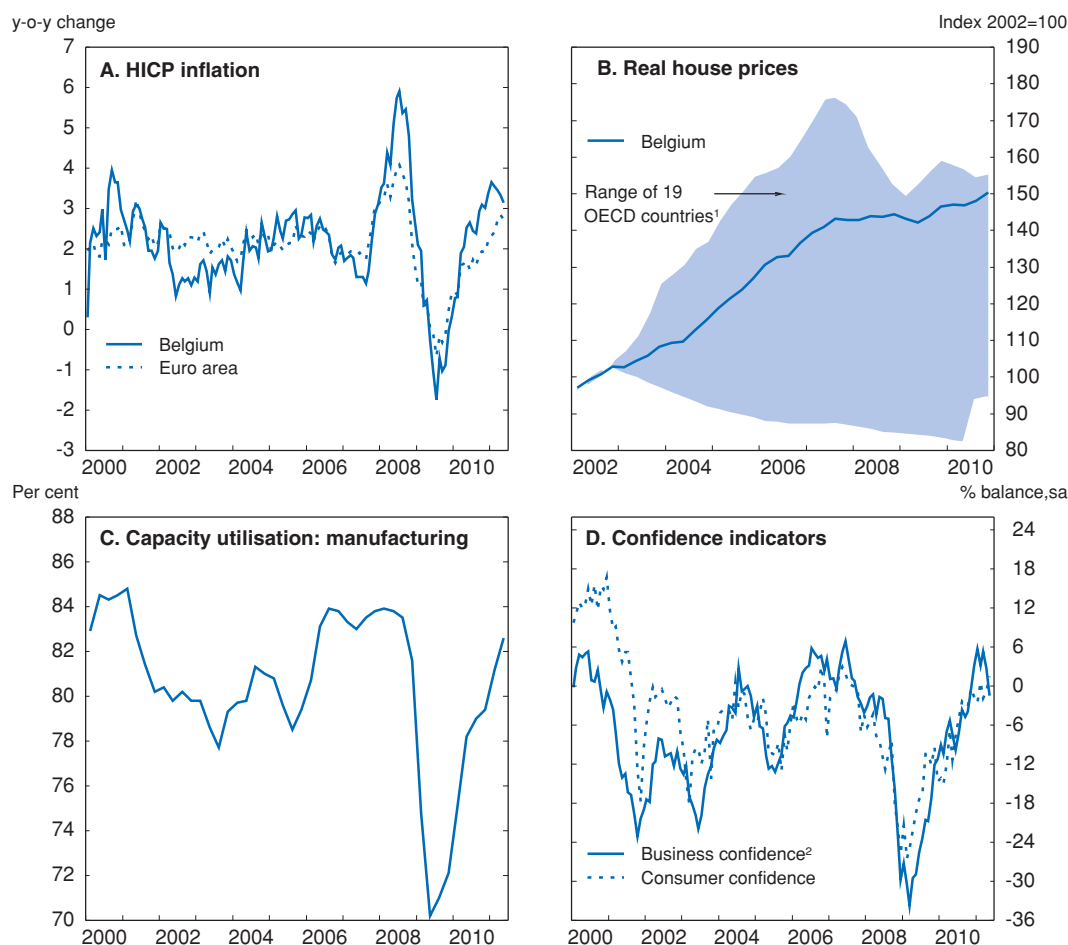 y-o-y change
7
6
5
4
3
2
1
0
-1
-2
-3
A. HICP inflation
Belgium
Euro area
2000 2002 2004 2006 2008 2010
Index 2002=100
190
180
170
160
150
140
130
120
110
100
90
80
B. Real house prices
Belgium
Range of 19
OECD countries¹
2002 2004 2006 2008 2010
Per cent
88
86
84
82
80
78
76
74
72
70
C. Capacity utilisation: manufacturing
2000 2002 2004 2006 2008 2010
% balance,sa
24
18
12
6
0
-6
-12
-18
-24
-30
-36
D. Confidence indicators
Business confidence²
Consumer confidence
2000 2002 2004 2006 2008 2010